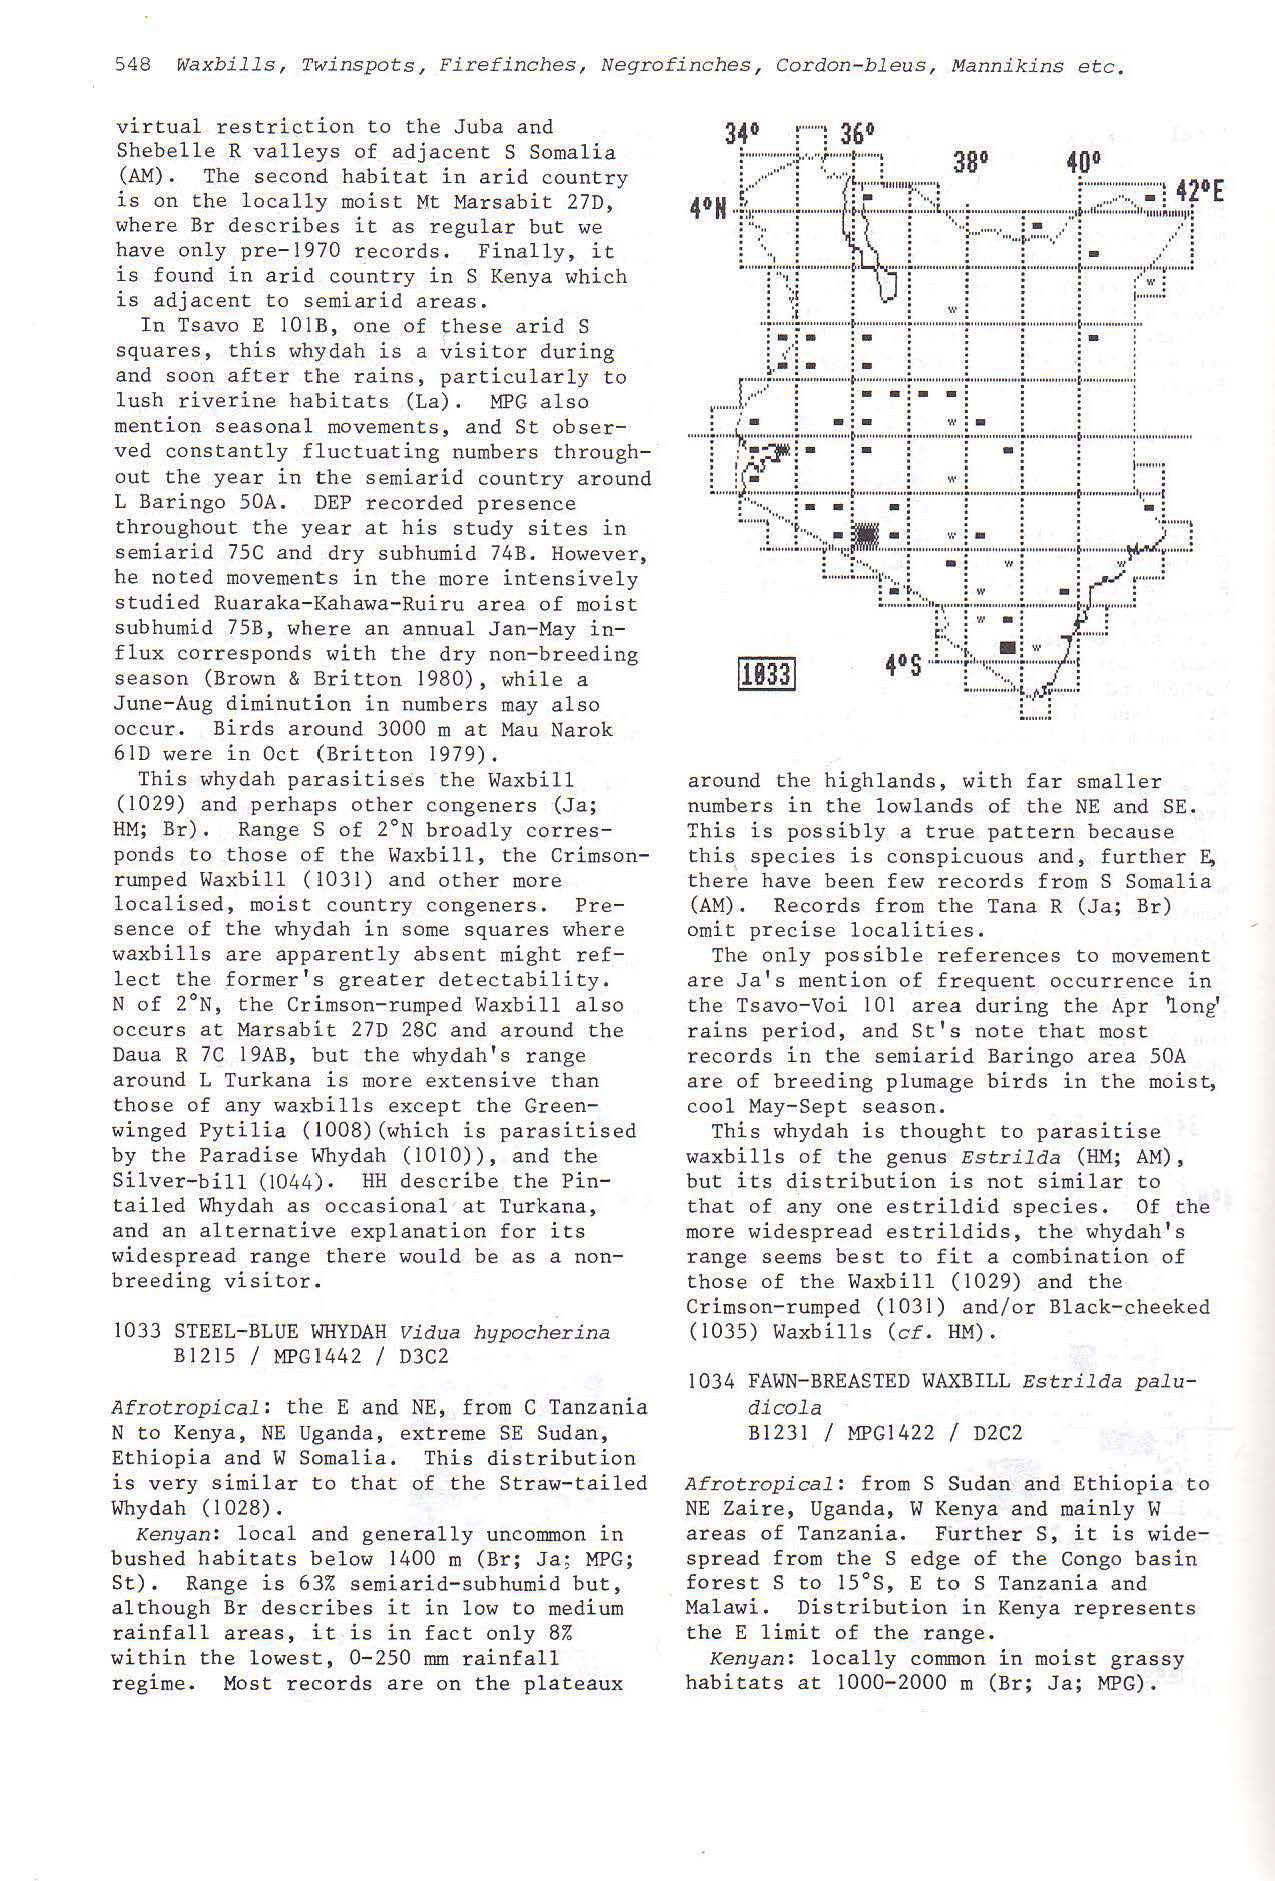 548 Waxbills, Twinspots, Firefinches, Negrofinches, Cordon-bleus, Mannikins etc.
virtual restriction to the Juba and
Shebelle R valleys of adjacent S Somalia
(AM). The second habitat in arid country
is on the locally moist Mt Marsabit 27D,
where Br describes it as regular but we
have only pre-1970 records. Finally, it
is found in arid country in S Kenya which
is adjacent to semiarid areas.
In Tsavo E 101B, one of these arid S
squares, this whydah is a visitor during
and soon after the rains, particularly to
lush riverine habitats (La). MPG also
mention seasonal movements, and St obser-
ved constantly fluctuating numbers through-
out the year in the semiarid country around
L Baringo 50A. DEP recorded presence
throughout the year at his study sites in
semiarid 75C and dry subhumid 74B. However,
he noted movements in the more intensively
studied Ruaraka-Kahawa-Ruiru area of moist
subhumid 75B, where an annual Jan-May in-
flux corresponds with the dry non-breeding
season (Brown & Britton 1980), while a
June-Aug diminution in numbers may also
occur. Birds around 3000 m at Mau Narok
61D were in Oct (Britton 1979).
This whydah parasitises the Waxbill
(1029) and perhaps other congeners (Ja;
HM; Br). Range S of 2°N broadly corres-
ponds to those of the Waxbill, the Crimson-
rumped Waxbill (1031) and other more
localised, moist country congeners. Pre-
sence of the whydah in some squares where
waxbills are apparently absent might ref-
lect the former's greater detectability.
N of 2°N, the Crimson-rumped Waxbill also
occurs at Marsabit 27D 28C and around the
Daua R 7C 19AB, but the whydah's range
around L Turkana is more extensive than
those of any waxbills except the Green-
winged Pytilia (1008)(which is parasitised
by the Paradise Whydah (1010)), and the
Silver-bill (1044). HH describe the Pin-
tailed Whydah as occasional at Turkana,
and an alternative explanation for its
widespread range there would be as a non-
breeding visitor.
1033 STEEL-BLUE WHYDAH Vidua hypocherina
B1215 / MPG1442 / D3C2
Afrotropical: the E and NE, from C Tanzania
N to Kenya, NE Uganda, extreme SE Sudan,
Ethiopia and W Somalia. This distribution
is very similar to that of the Straw-tailed
Whydah (1028).
Kenyan: local and generally uncommon in
bushed habitats below 1400 m (Br; Ja; MPG;
St). Range is 63% semiarid-subhumid but,
although Br describes it in low to medium
rainfall areas, it is in fact only 8%
within the lowest, 0-250 mm rainfall
regime. Most records are on the plateaux
34° 36°
38° 40°
4°N 42°E
w
w
w
w
w
w
w
w
w
w
4°S
1033
around the highlands, with far smaller
numbers in the lowlands of the NE and SE.
This is possibly a true pattern because
this species is conspicuous and, further E,
there have been few records from S Somalia
(AM). Records from the Tana R (Ja; Br)
omit precise localities.
The only possible references to movement
are Ja's mention of frequent occurrence in
the Tsavo-Voi 101 area during the Apr 'long'
rains period, and St's note that most
records in the semiarid Baringo area 50A
are of breeding plumage birds in the moist,
cool May-Sept season.
This whydah is thought to parasitise
waxbills of the genus Estrilda (HM; AM),
but its distribution is not similar to
that of any one estrildid species. Of the
more widespread estrildids, the whydah's
range seems best to fit a combination of
those of the Waxbill (1029) and the
Crimson-rumped (1031) and/or Black-cheeked
(1035) Waxbills (cf. HM).
1034 FAWN-BREASTED WAXBILL Estrilda palu-
dicola
B1231 / MPG1422 / D2C2
Afrotropical: from S Sudan and Ethiopia to
NE Zaire, Uganda, W Kenya and mainly W
areas of Tanzania. Further S, it is wide-
spread from the S edge of the Congo basin
forest S to 15°S, E to S Tanzania and
Malawi. Distribution in Kenya represents
the E limit of the range.
Kenyan: locally common in moist grassy
habitats at 1000-2000 m (Br; Ja; MPG).